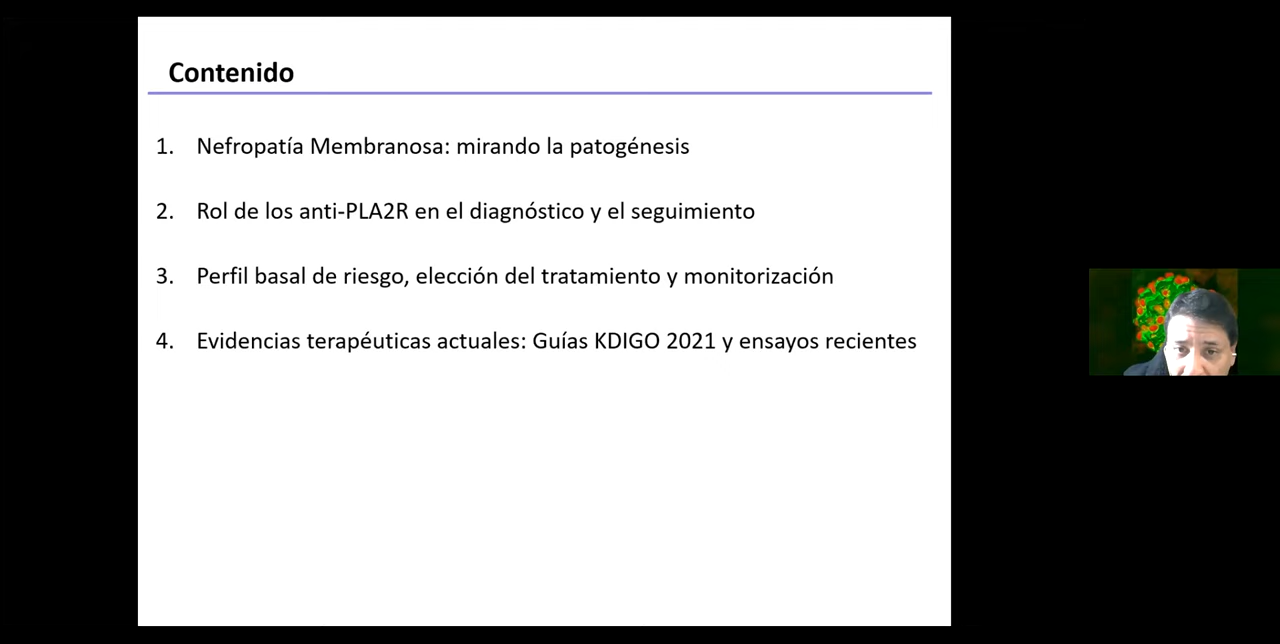 Contenido
1. Nefropatía Membranosa: mirando la patogénesis
2. Rol de los anti-PLA2R en el diagnóstico y el seguimiento
3. Perfil basal de riesgo, elección del tratamiento y monitorización
4. Evidencias terapéuticas actuales: Guías KDIGO 2021 y ensayos recientes